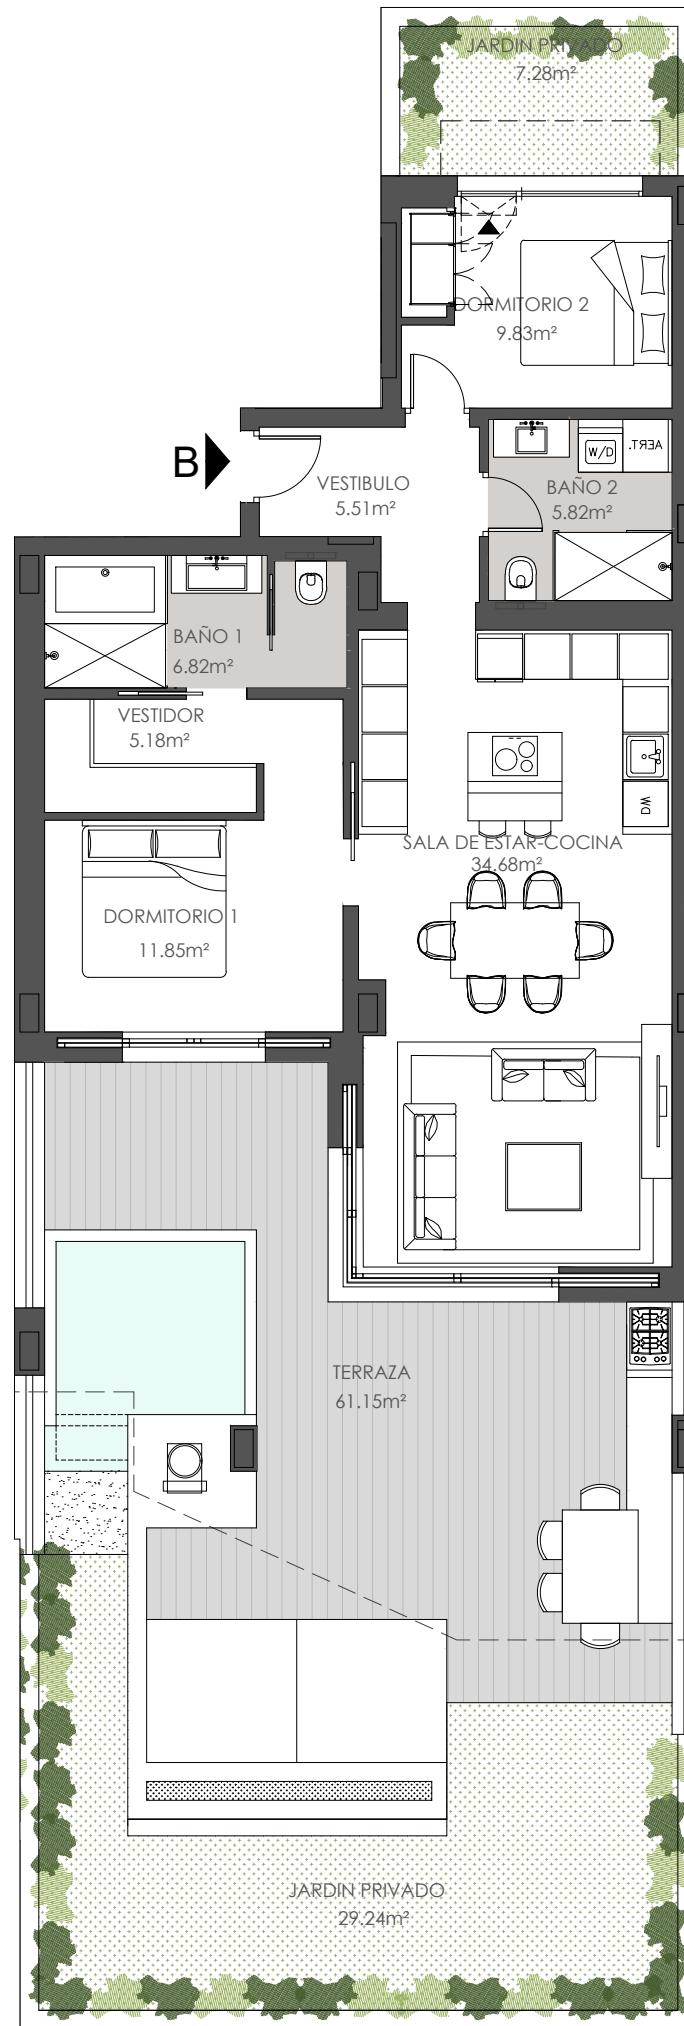 JARDIN PRIVADO
7.28m²
DORMITORIO 2
9.83m²
B
VESTIBULO
5.51m²
W/D
AERT.
BAÑO 2
5.82m²
BAÑO 1
6.82m²
VESTIDOR
5.18m²
WD
SALA DE ESTAR-COCINA
34.68m²
DORMITORIO 1
11.85m²
TERRAZA
61.15m²
JARDIN PRIVADO
29.24m²